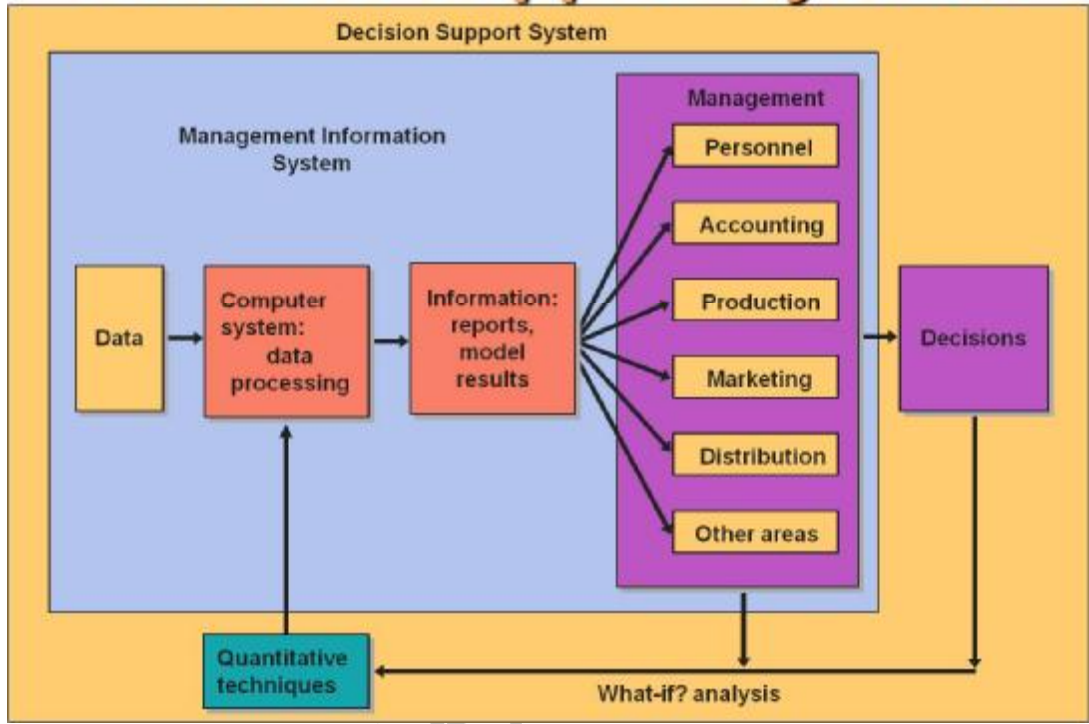 Decision Support System
Management Information
System
Management
Personnel
Accounting
Production
Marketing
Distribution
Other areas
Data
Computer
system:
data
processing
Information:
reports,
model
results
Decisions
Quantitative
techniques
What-if? analysis